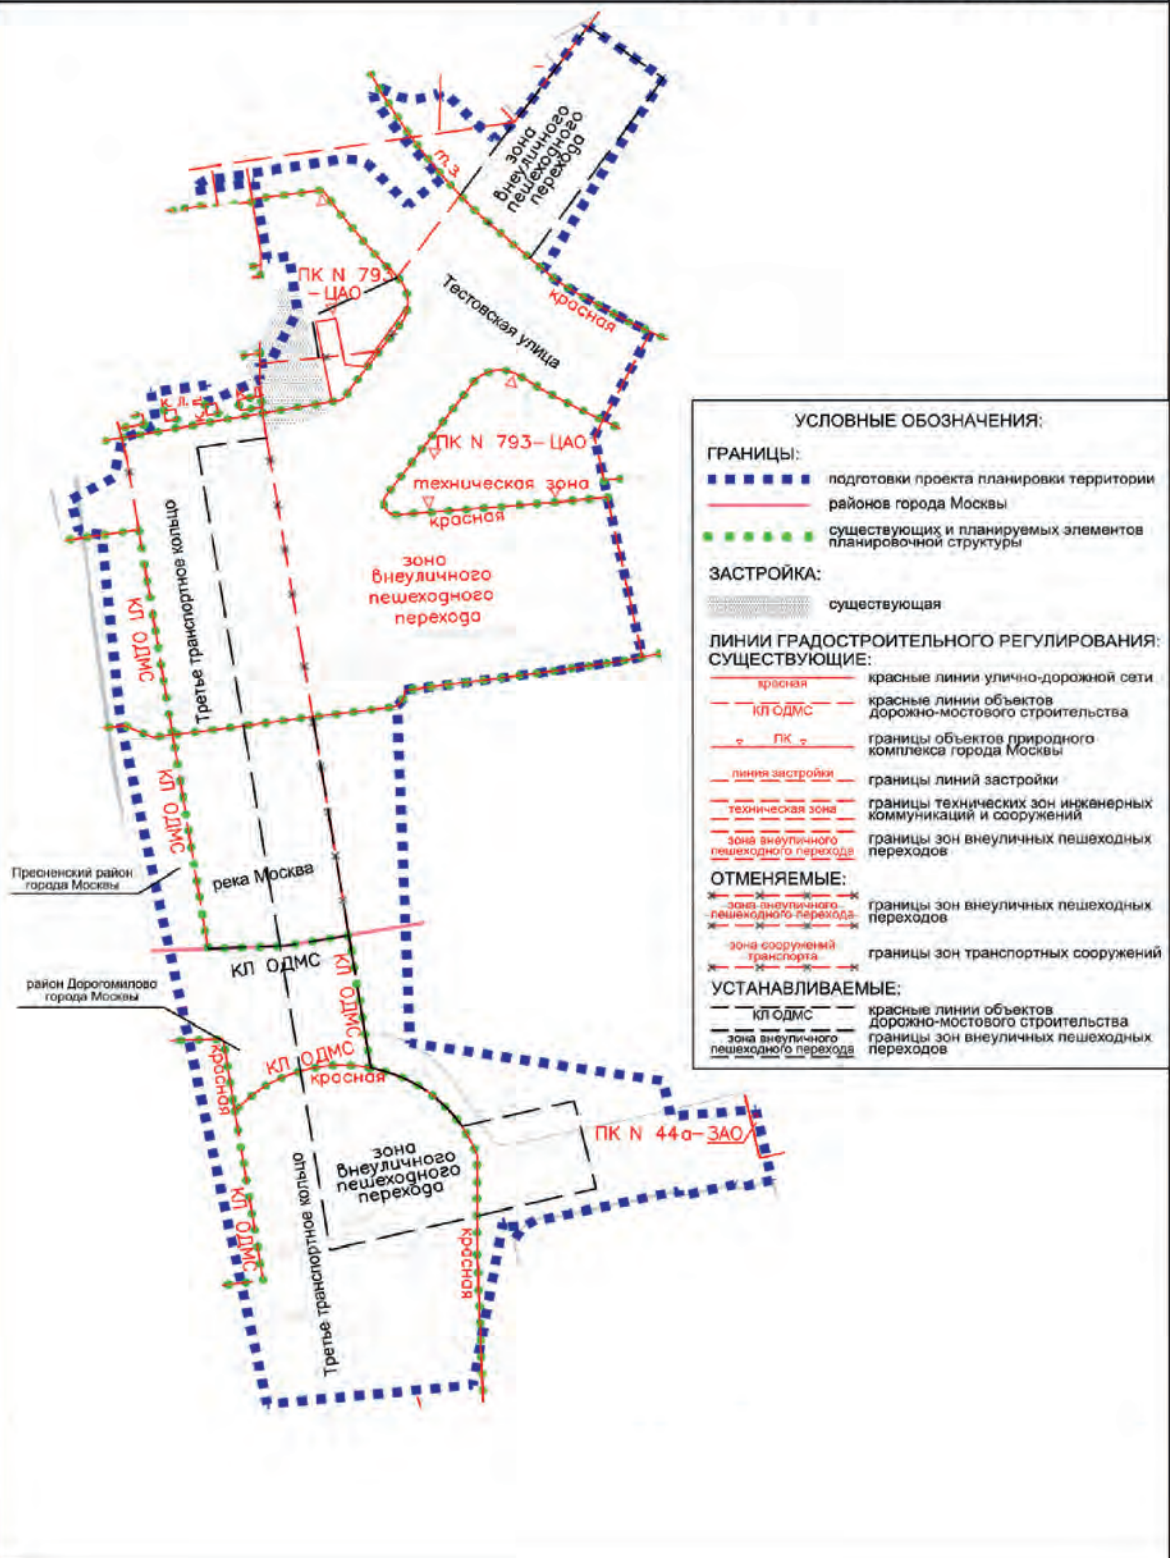 зона
внеуличного
пешеходного
перехода
т.з
ПК N 793
-ЦАО
Тестовская улица
красная
к л.
ПК N 793-ЦАО
техническая зона
красная
Третье транспортное кольцо
зона
внеуличного
пешеходного
перехода
КЛ ОДМС
КЛ ОДМС
Пресненский район
города Москвы
река Москва
КЛ ОДМС
КЛ ОДМС
район Дорогомилово
города Москвы
красная
КЛ ОДМС
красная
ПК N 44а-ЗАО
зона
внеуличного
пешеходного
перехода
КЛ ОДМС
Третье транспортное кольцо
красная
УСЛОВНЫЕ ОБОЗНАЧЕНИЯ:
ГРАНИЦЫ:
подготовки проекта планировки территории
районов города Москвы
существующих и планируемых элементов
планировочной структуры
ЗАСТРОЙКА:
существующая
ЛИНИИ ГРАДОСТРОИТЕЛЬНОГО РЕГУЛИРОВАНИЯ:
СУЩЕСТВУЮЩИЕ:
красная
красные линии улично-дорожной сети
КЛ ОДМС
красные линии объектов
дорожно-мостового строительства
ПК
границы объектов природного
комплекса города Москвы
линия застройки
границы линий застройки
техническая зона
границы технических зон инженерных
коммуникаций и сооружений
зона внеуличного
пешеходного перехода
границы зон внеуличных пешеходных
переходов
ОТМЕНЯЕМЫЕ:
зона внеуличного
пешеходного перехода
границы зон внеуличных пешеходных
переходов
зона сооружений
транспорта
границы зон транспортных сооружений
УСТАНАВЛИВАЕМЫЕ:
КЛ ОДМС
красные линии объектов
дорожно-мостового строительства
зона внеуличного
пешеходного перехода
границы зон внеуличных пешеходных
переходов